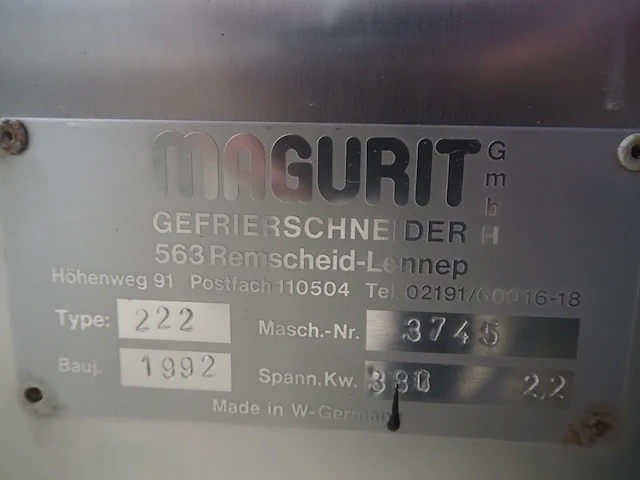 MAGURIT GmbH
GEFRIERSCHNEIDER
563 Remscheid-Lennep
Höhenweg 91 Postfach 110504 Tel. 02191/60016-18
Type: 222 Masch.-Nr. 3745
Bauj. 1992 Spann.Kw. 380 2,2
Made in W-Germany